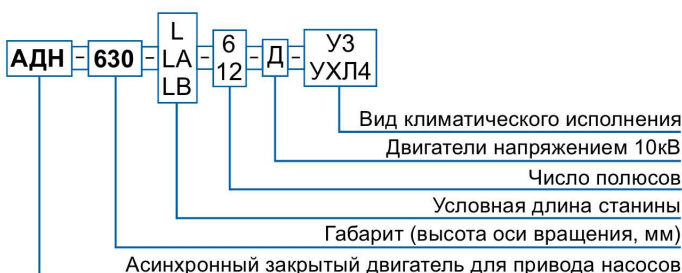 АДН – 630 – L – 6 – Д – У3
LA 12 УХЛ4
LB
Вид климатического исполнения
Двигатели напряжением 10кВ
Число полюсов
Условная длина станины
Габарит (высота оси вращения, мм)
Асинхронный закрытый двигатель для привода насосов